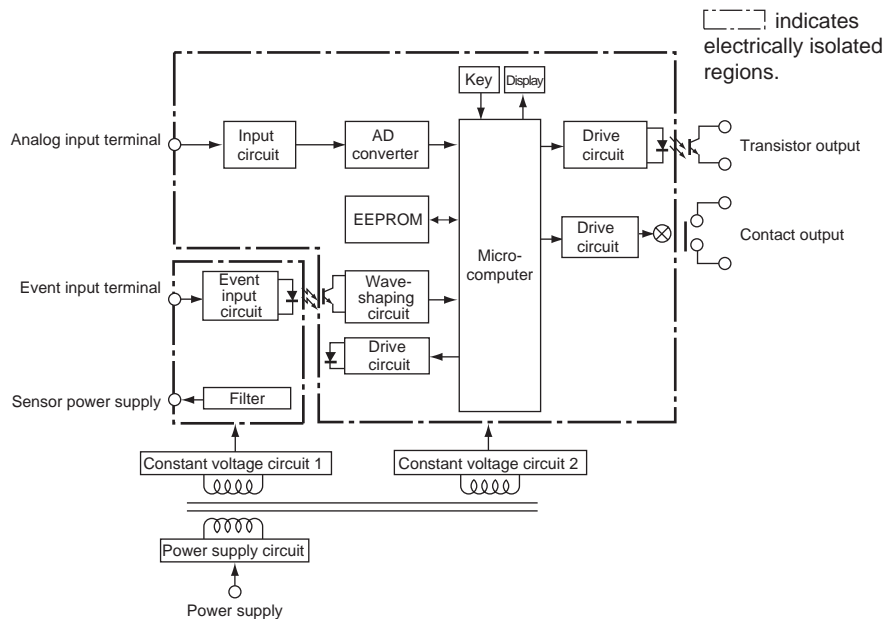 indicates
electrically isolated
regions.
Key
Display
Analog input terminal
Input
circuit
AD
converter
Drive
circuit
Transistor output
EEPROM
Micro-
computer
Drive
circuit
Contact output
Event input terminal
Event
input
circuit
Wave-
shaping
circuit
Drive
circuit
Sensor power supply
Filter
Constant voltage circuit 1
Constant voltage circuit 2
Power supply circuit
Power supply